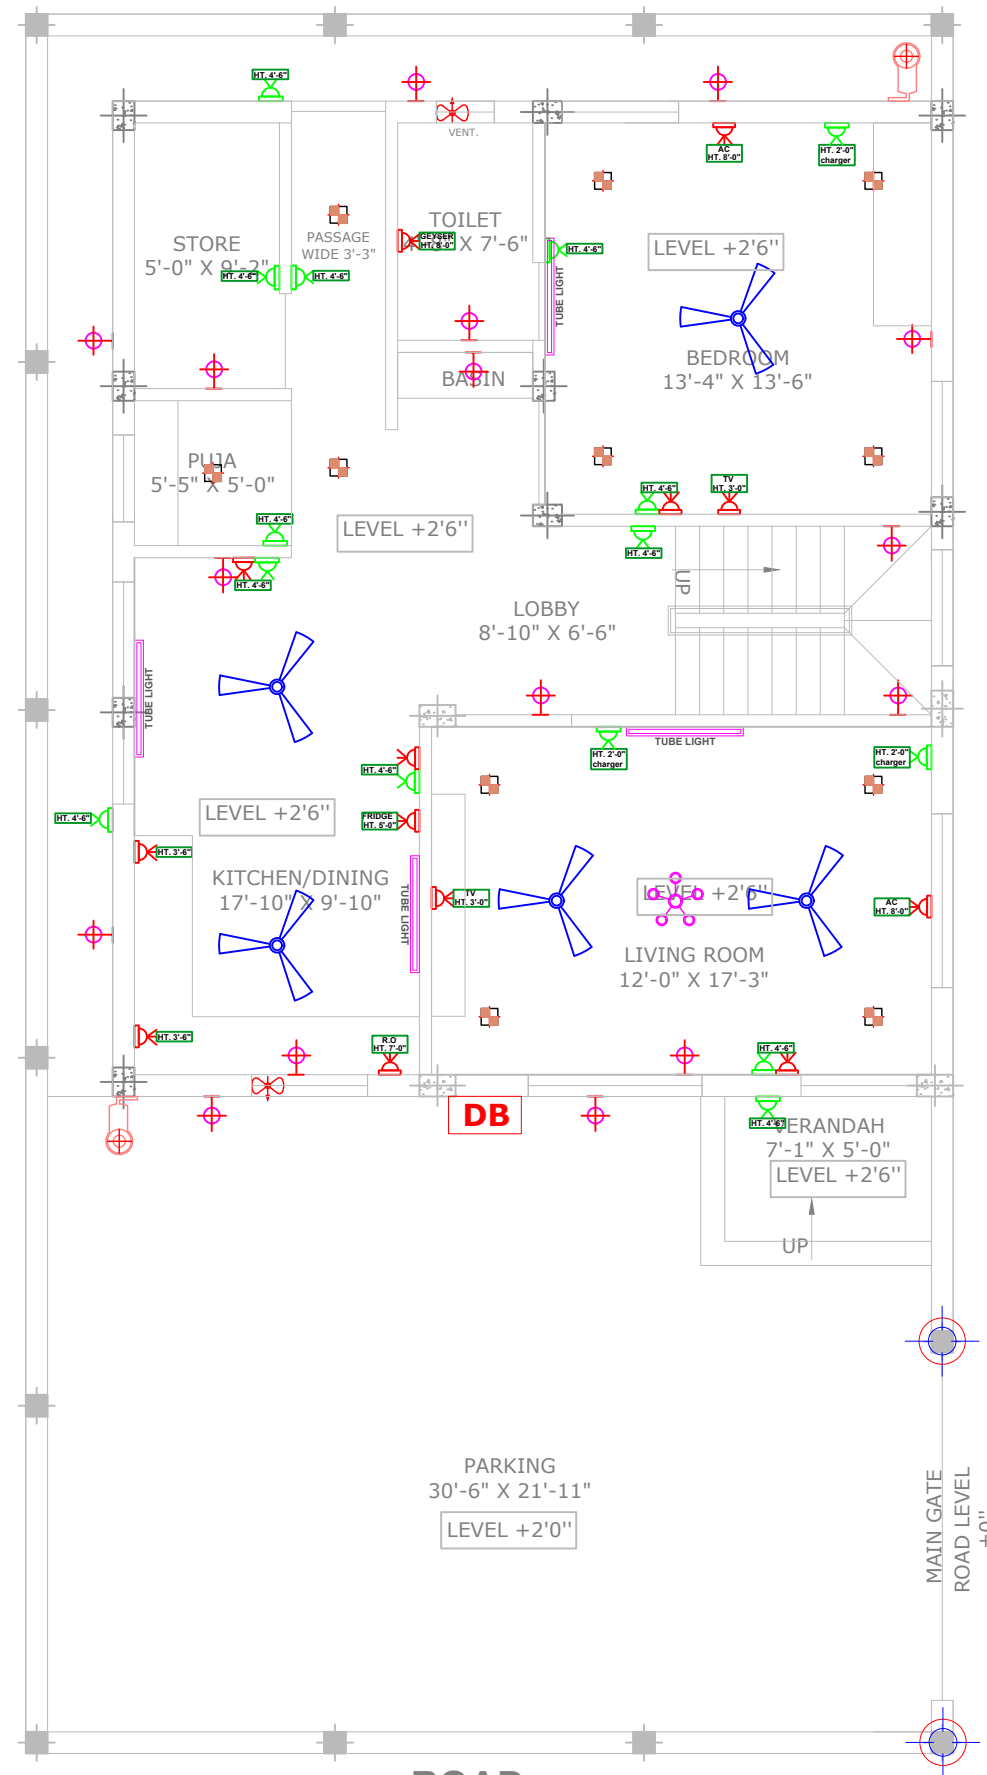 HT. 4'-6"
VENT.
AC
HT. 8'-0"
HT. 2'-0"
charger
STORE
5'-0" X 9'-2"
HT. 4'-6"
HT. 4'-6"
PASSAGE
WIDE 3'-3"
TOILET
X 7'-6"
GEYSER
HT. 8'-0"
HT. 4'-6"
TUBE LIGHT
LEVEL +2'6''
BEDROOM
13'-4" X 13'-6"
BASIN
PUJA
5'-5" X 5'-0"
HT. 4'-6"
HT. 4'-6"
LEVEL +2'6''
HT. 4'-6"
TV
HT. 3'-0"
HT. 4'-6"
UP
LOBBY
8'-10" X 6'-6"
TUBE LIGHT
TUBE LIGHT
HT. 2'-0"
charger
HT. 2'-0"
charger
HT. 4'-6"
HT. 4'-6"
LEVEL +2'6''
FRIDGE
HT. 5'-0"
HT. 3'-6"
KITCHEN/DINING
17'-10" X 9'-10"
TUBE LIGHT
TV
HT. 3'-0"
LEVEL +2'6''
AC
HT. 8'-0"
LIVING ROOM
12'-0" X 17'-3"
HT. 3'-6"
R.O
HT. 7'-0"
HT. 4'-6"
DB
HT. 4'-6"
VERANDAH
7'-1" X 5'-0"
LEVEL +2'6''
UP
PARKING
30'-6" X 21'-11"
LEVEL +2'0''
MAIN GATE
ROAD LEVEL
±0"